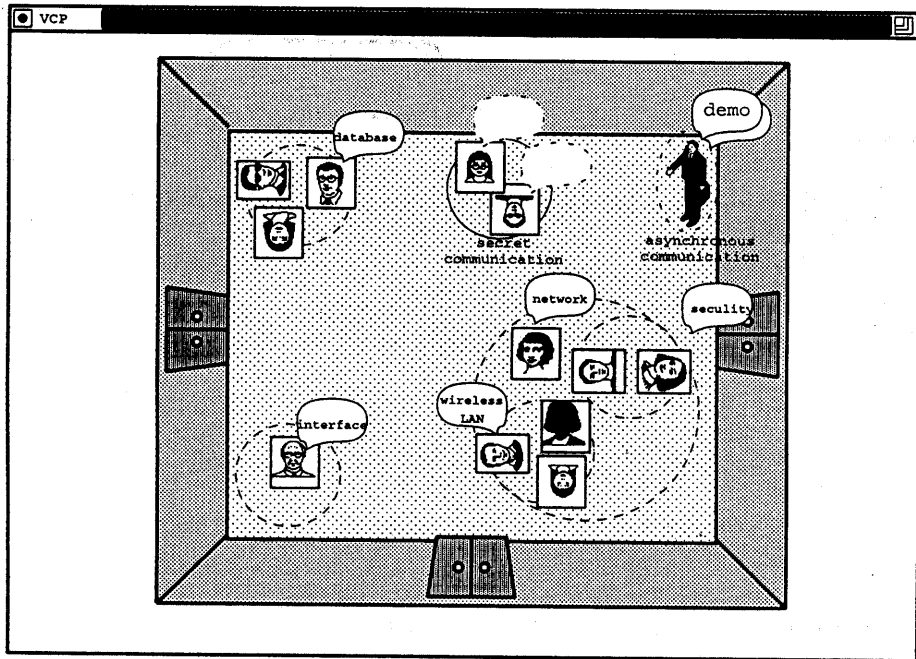 VCP
demo
database
secret
communication
asynchronous
communication
network
seculity
wireless
LAN
interface